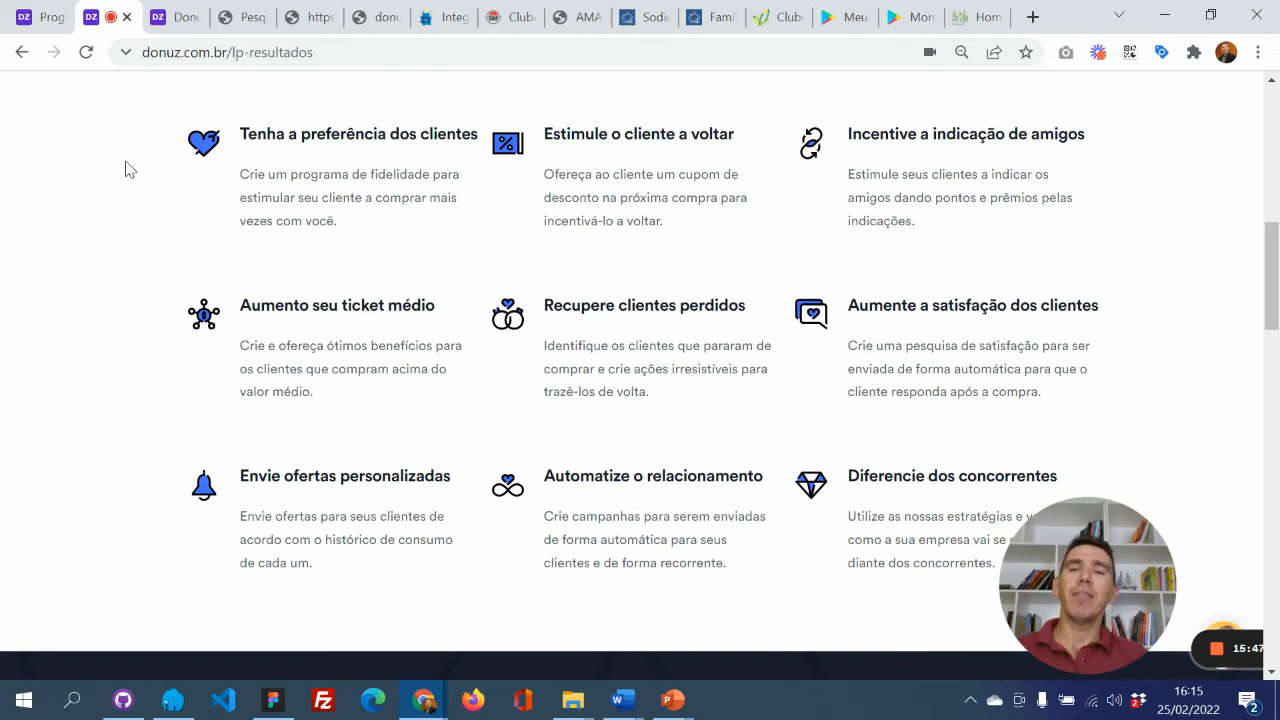 DZ Prog
DZ
DZ Donu
Pesq
https
donu
Integ
Clube
AMA
Sodi
Famíl
Clube
Meu
Mon
Hom
donuz.com.br/lp-resultados
Tenha a preferência dos clientes
Crie um programa de fidelidade para
estimular seu cliente a comprar mais
vezes com você.
Estimule o cliente a voltar
Ofereça ao cliente um cupom de
desconto na próxima compra para
incentivá-lo a voltar.
Incentive a indicação de amigos
Estimule seus clientes a indicar os
amigos dando pontos e prêmios pelas
indicações.
Aumento seu ticket médio
Crie e ofereça ótimos benefícios para
os clientes que compram acima do
valor médio.
Recupere clientes perdidos
Identifique os clientes que pararam de
comprar e crie ações irresistíveis para
trazê-los de volta.
Aumente a satisfação dos clientes
Crie uma pesquisa de satisfação para ser
enviada de forma automática para que o
cliente responda após a compra.
Envie ofertas personalizadas
Envie ofertas para seus clientes de
acordo com o histórico de consumo
de cada um.
Automatize o relacionamento
Crie campanhas para serem enviadas
de forma automática para seus
clientes e de forma recorrente.
Diferencie dos concorrentes
Utilize as nossas estratégias e
como a sua empresa vai se
diante dos concorrentes.
15:47
16:15
25/02/2022
2